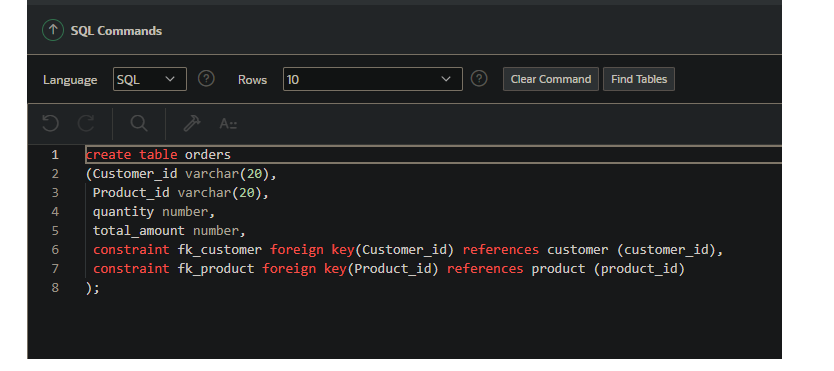 SQL Commands
Language SQL Rows 10 Clear Command Find Tables
A
1 create table orders
2 (Customer_id varchar(20),
3 Product_id varchar(20),
4 quantity number,
5 total_amount number,
6 constraint fk_customer foreign key(Customer_id) references customer (customer_id),
7 constraint fk_product foreign key(Product_id) references product (product_id)
8 );